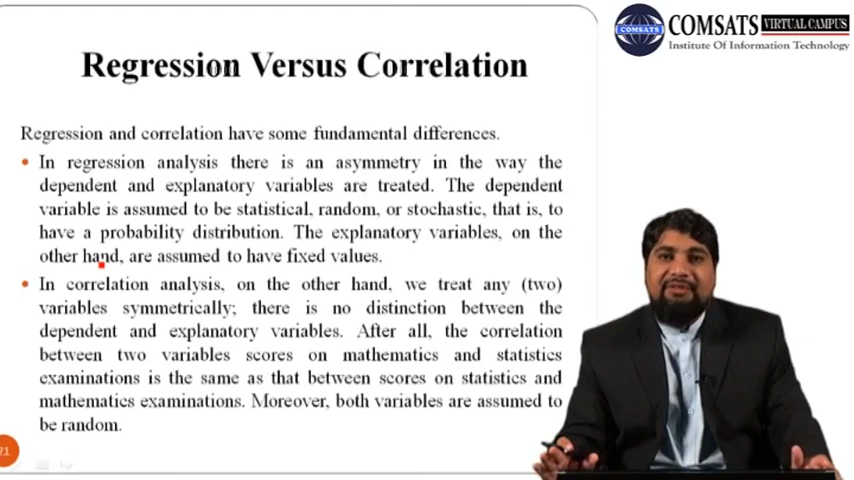 COMSATS VIRTUAL CAMPUS
Institute Of Information Technology
COMSATS
Regression Versus Correlation
Regression and correlation have some fundamental differences.
• In regression analysis there is an asymmetry in the way the
dependent and explanatory variables are treated. The dependent
variable is assumed to be statistical, random, or stochastic, that is, to
have a probability distribution. The explanatory variables, on the
other hand, are assumed to have fixed values.
• In correlation analysis, on the other hand, we treat any (two)
variables symmetrically; there is no distinction between the
dependent and explanatory variables. After all, the correlation
between two variables scores on mathematics and statistics
examinations is the same as that between scores on statistics and
mathematics examinations. Moreover, both variables are assumed to
be random.
21